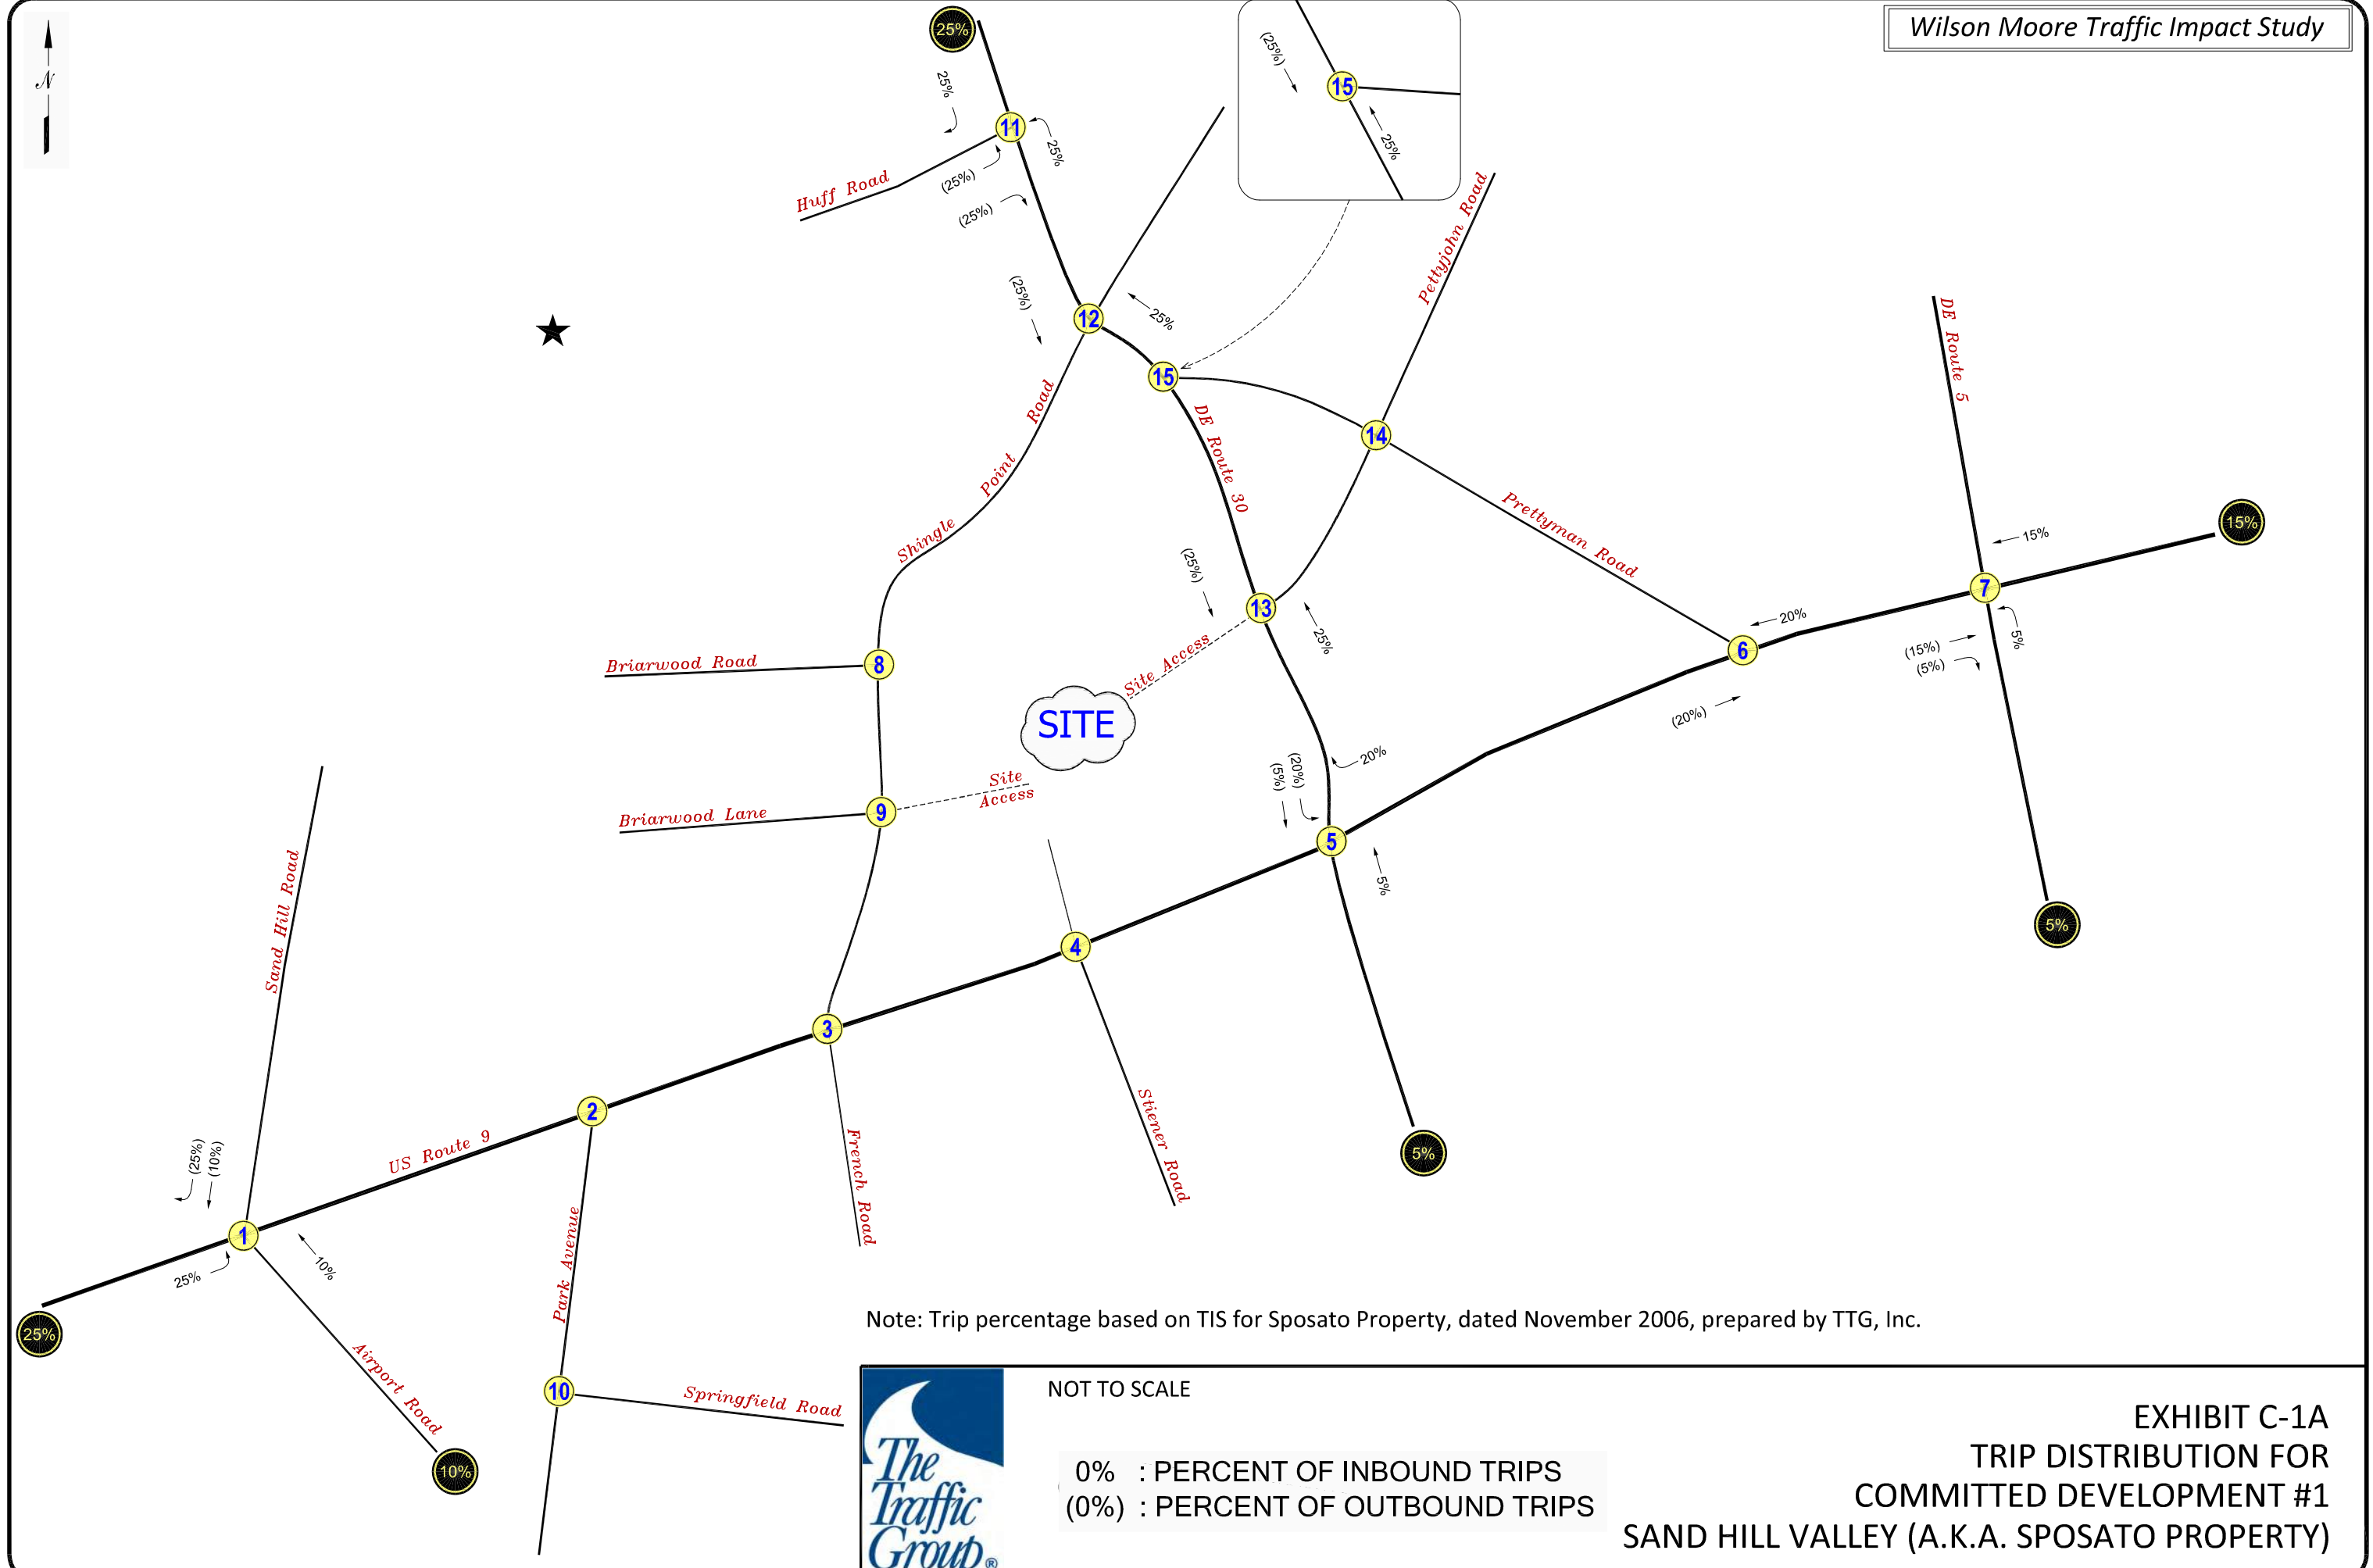 Wilson Moore Traffic Impact Study
N
25%
25%
11
25%
(25%)
(25%)
Huff Road
(25%)
15
25%
(25%)
12
25%
15
Pettyjohn Road
DE Route 5
Shingle Point Road
DE Route 30
14
Prettyman Road
15%
15%
7
(25%)
13
25%
20%
6
(15%)
(5%)
5%
(20%)
Briarwood Road
8
Site Access
SITE
Site
Access
Briarwood Lane
9
(20%)
(5%)
20%
5
5%
5%
Sand Hill Road
4
3
Stiener Road
5%
2
French Road
US Route 9
(25%)
(10%)
1
25%
10%
25%
Park Avenue
Airport Road
10%
10
Springfield Road
Note: Trip percentage based on TIS for Sposato Property, dated November 2006, prepared by TTG, Inc.
The
Traffic
Group®
NOT TO SCALE
0% : PERCENT OF INBOUND TRIPS
(0%) : PERCENT OF OUTBOUND TRIPS
EXHIBIT C-1A
TRIP DISTRIBUTION FOR
COMMITTED DEVELOPMENT #1
SAND HILL VALLEY (A.K.A. SPOSATO PROPERTY)